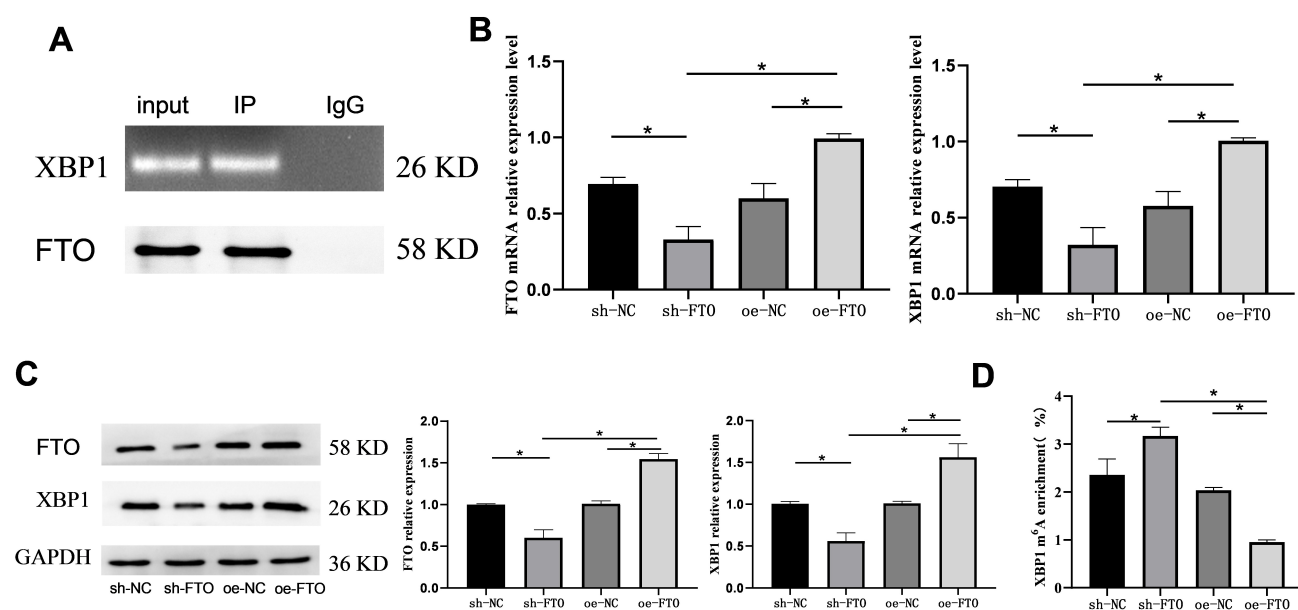 A
input IP IgG
XBP1 26 KD
FTO 58 KD
B
FTO mRNA relative expression level
1.5
1.0
0.5
0.0
*
*
*
sh-NC sh-FTO oe-NC oe-FTO
XBP1 mRNA relative expression level
1.5
1.0
0.5
0.0
*
*
*
sh-NC sh-FTO oe-NC oe-FTO
C
FTO 58 KD
XBP1 26 KD
GAPDH 36 KD
sh-NC sh-FTO oe-NC oe-FTO
FTO relative expression
2.0
1.5
1.0
0.5
0.0
*
*
*
sh-NC sh-FTO oe-NC oe-FTO
XBP1 relative expression
2.0
1.5
1.0
0.5
0.0
*
*
*
sh-NC sh-FTO oe-NC oe-FTO
D
XBP1 m⁶A enrichment( %)
4
3
2
1
0
*
*
*
sh-NC sh-FTO oe-NC oe-FTO